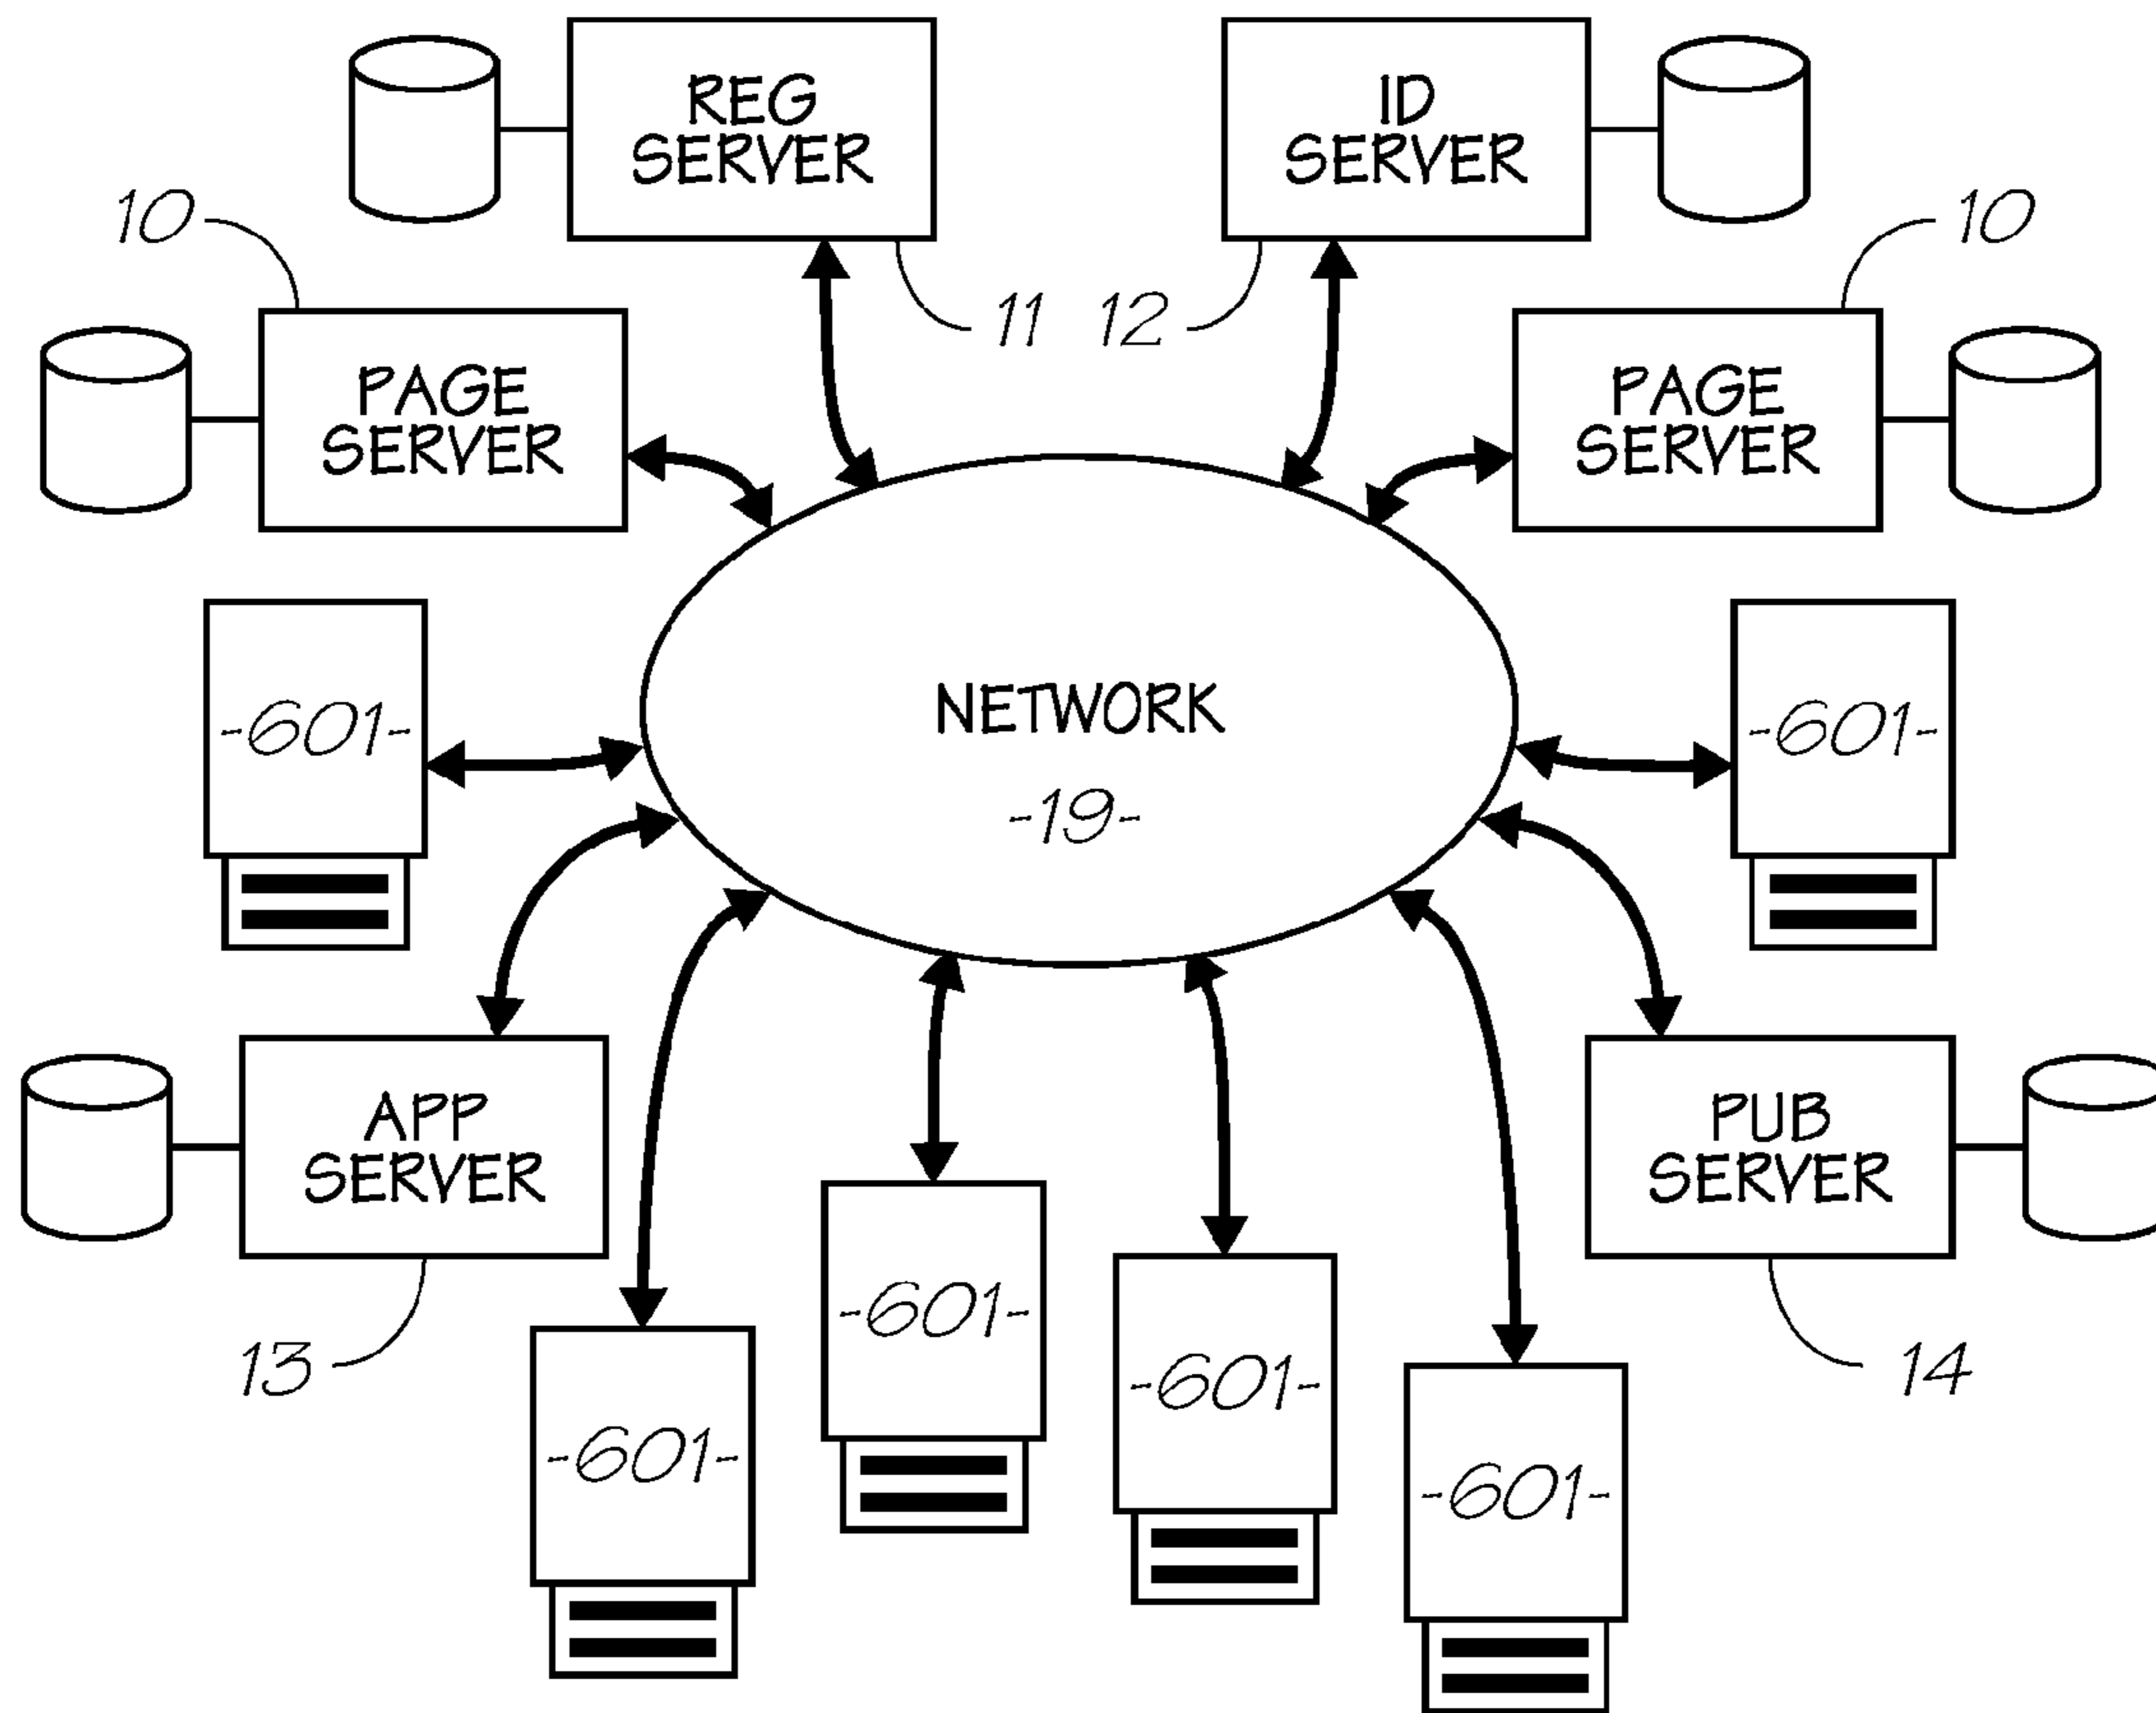 REG
SERVER
ID
SERVER
10
10
11
12
PAGE
SERVER
PAGE
SERVER
-601-
NETWORK
-19-
-601-
APP
SERVER
PUB
SERVER
-601-
-601-
13
14
-601-
-601-